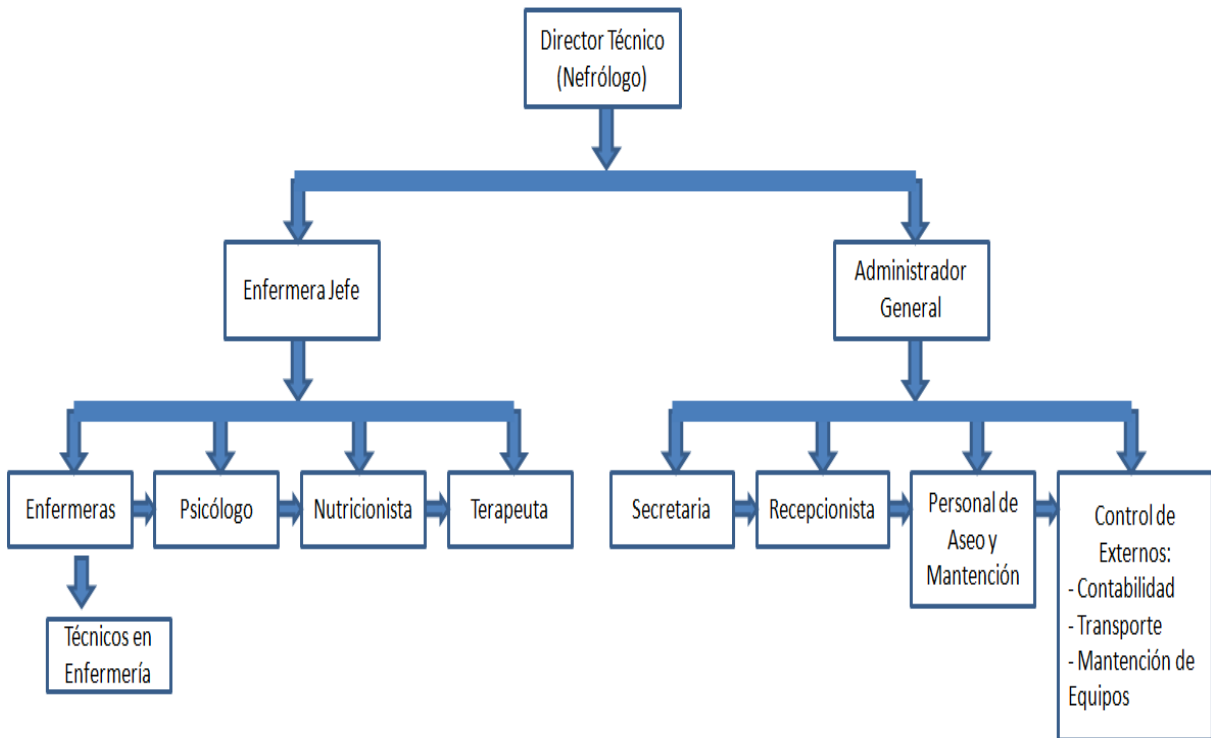 Director Técnico
(Nefrólogo)
Enfermera Jefe
Administrador
General
Enfermeras
Psicólogo
Nutricionista
Terapeuta
Secretaria
Recepcionista
Personal de
Aseo y
Mantención
Control de
Externos:
- Contabilidad
- Transporte
- Mantención de
Equipos
Técnicos en
Enfermería